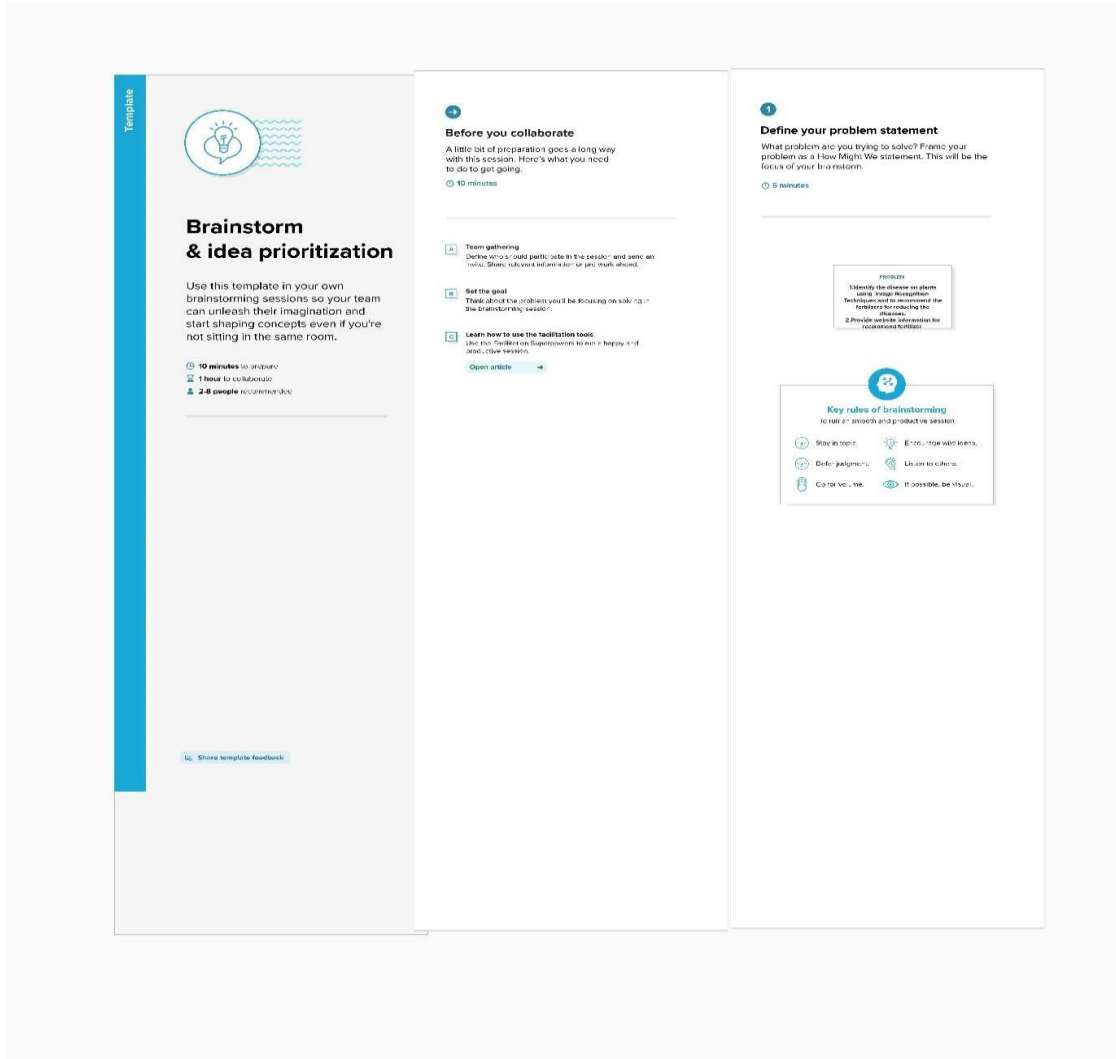 Template
Brainstorm
& idea prioritization
Use this template in your own
brainstorming sessions so your team
can unleash their imagination and
start shaping concepts even if you're
not sitting in the same room.
10 minutes to prepare
1 hour to collaborate
2-8 people recommended
Share template feedback
Before you collaborate
A little bit of preparation goes a long way
with this session. Here's what you need
to do to get going.
10 minutes
A
Team gathering
Define who should participate in the session and send an
invite. Share relevant information or pre work ahead.
B
Set the goal
Think about the problem you'll be focusing on solving in
the brainstorming session.
C
Learn how to use the facilitation tools
Use the Facilitation Superpowers to run a happy and
productive session.
Open article
1
Define your problem statement
What problem are you trying to solve? Frame your
problem as a How Might We statement. This will be the
focus of your brainstorm.
5 minutes
PROBLEM
1.Identify the disease on plants
using Image Recognition
Techniques and to recommend the
fertilizers for reducing the
diseases.
2.Provide website information for
recommend fertilizer
Key rules of brainstorming
To run an smooth and productive session
Stay in topic.
Encourage wild ideas.
Defer judgment.
Listen to others.
Go for volume.
If possible, be visual.